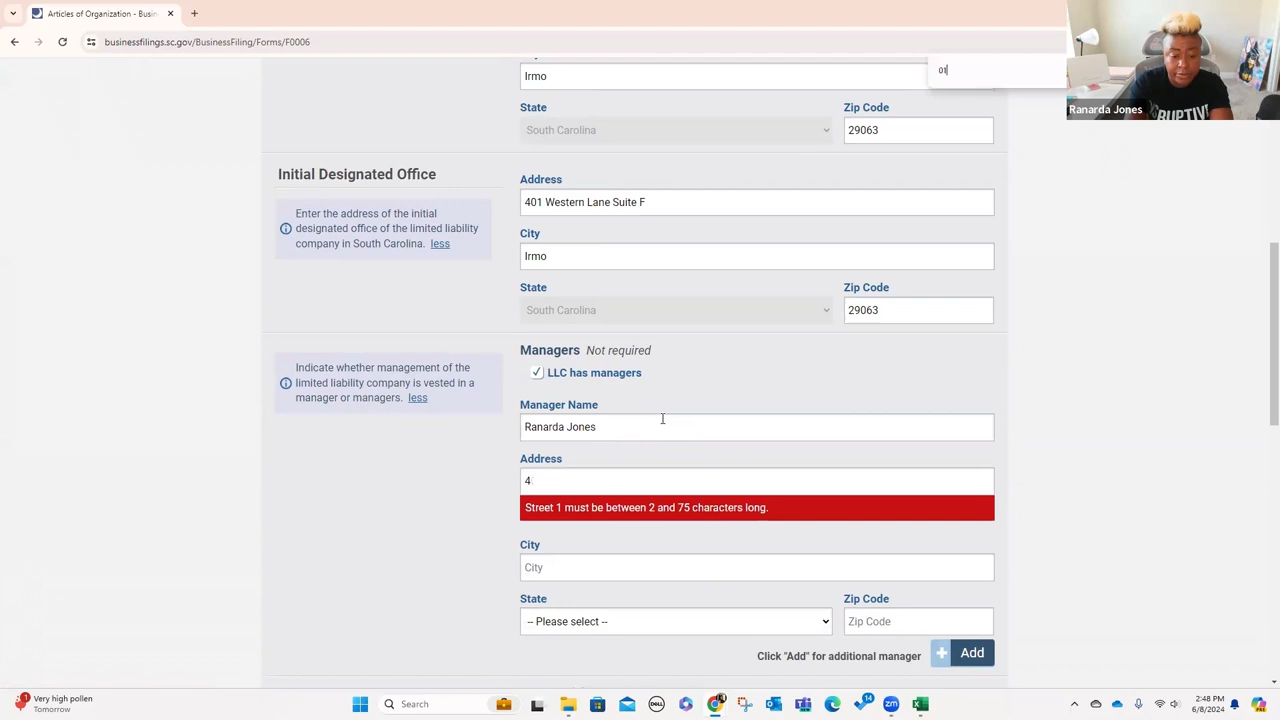 Articles of Organization - Busin
businessfilings.sc.gov/BusinessFiling/Forms/F0006
01
Ranarda Jones
Irmo
State
Zip Code
South Carolina
29063
Initial Designated Office
Enter the address of the initial
designated office of the limited liability
company in South Carolina. less
Address
401 Western Lane Suite F
City
Irmo
State
Zip Code
South Carolina
29063
Indicate whether management of the
limited liability company is vested in a
manager or managers. less
Managers Not required
LLC has managers
Manager Name
Ranarda Jones
Address
4
Street 1 must be between 2 and 75 characters long.
City
City
State
Zip Code
-- Please select --
Zip Code
Click "Add" for additional manager
+ Add
1
Very high pollen
Tomorrow
Search
DELL
14
zm
2:48 PM
6/8/2024